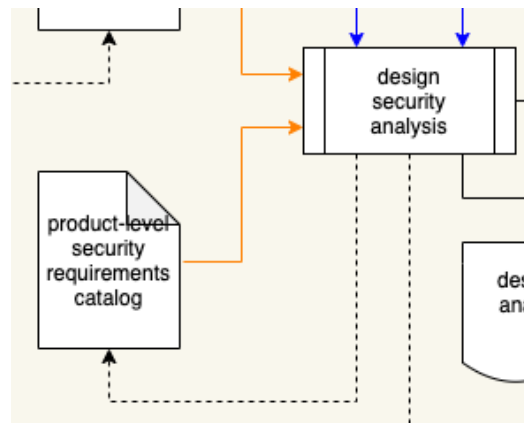 design
security
analysis
product-level
security
requirements
catalog